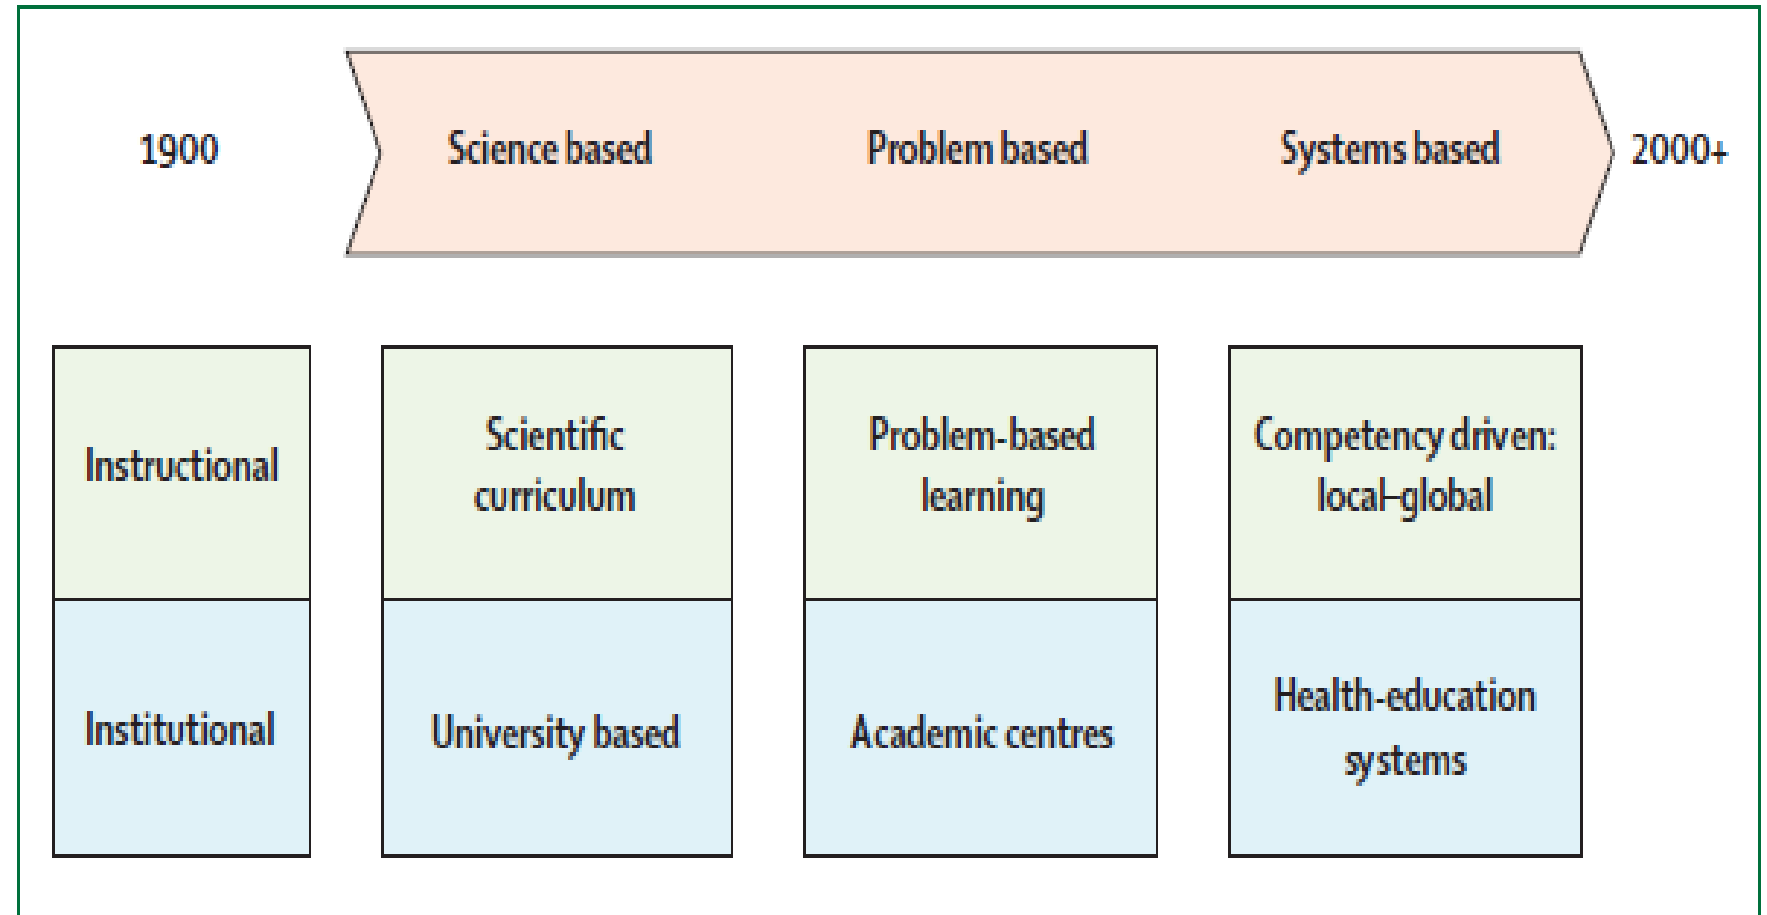 1900
Science based
Problem based
Systems based
2000+
Instructional
Scientific
curriculum
Problem-based
learning
Competency driven:
local–global
Institutional
University based
Academic centres
Health-education
systems